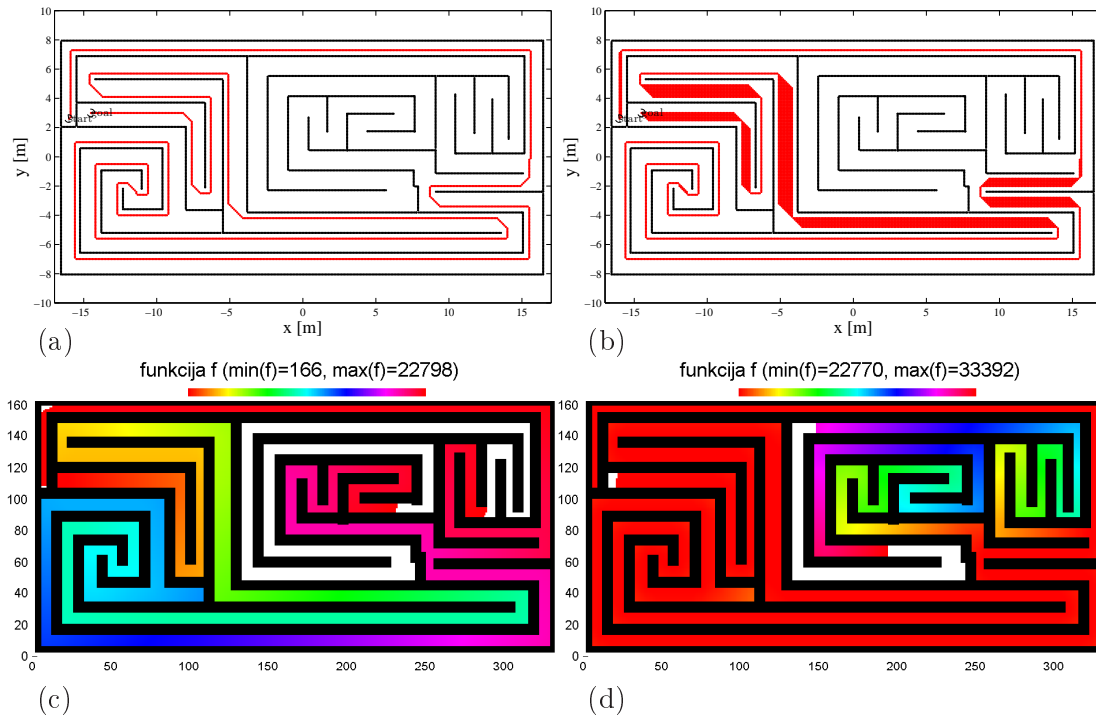 10
8
6
4
2
0
−2
−4
−6
−8
−10
y [m]
Start
−15 −10 −5 0 5 10 15
x [m]
(a)
10
8
6
4
2
0
−2
−4
−6
−8
−10
y [m]
Start
−15 −10 −5 0 5 10 15
x [m]
(b)
funkcija f (min(f)=166, max(f)=22798)
160
140
120
100
80
60
40
20
0
0 50 100 150 200 250 300
(c)
funkcija f (min(f)=22770, max(f)=33392)
160
140
120
100
80
60
40
20
0
0 50 100 150 200 250 300
(d)